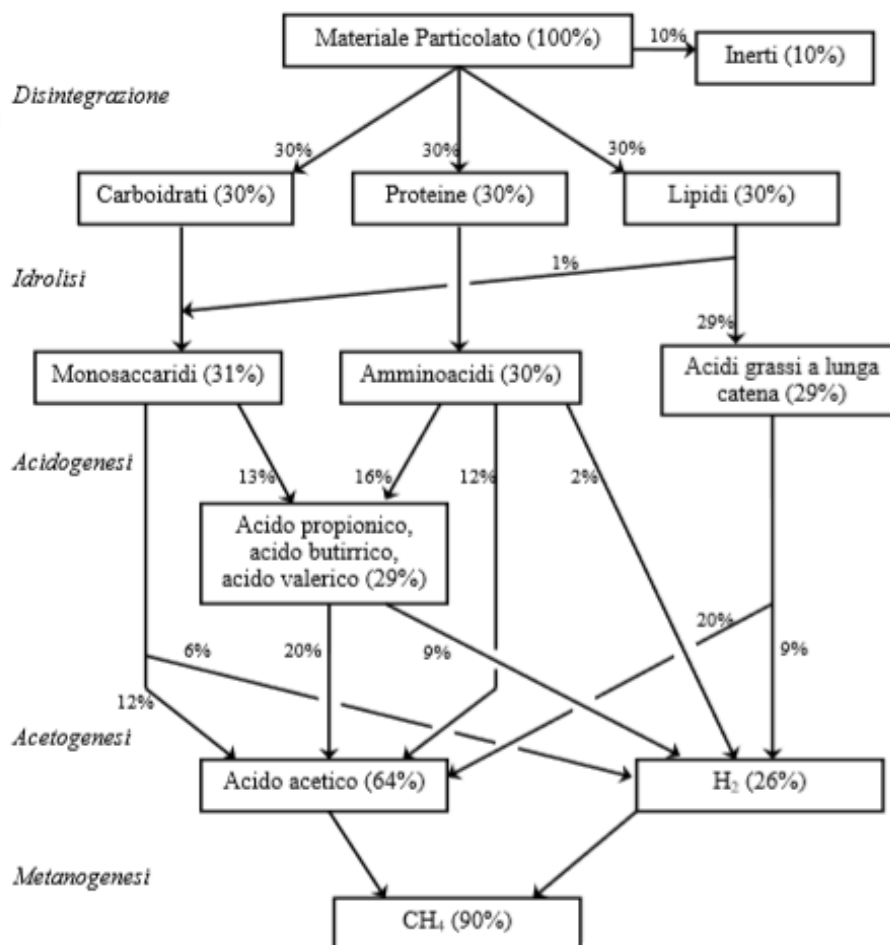 Materiale Particolato (100%)
10%
Inerti (10%)
Disintegrazione
30%
30%
30%
Carboidrati (30%)
Proteine (30%)
Lipidi (30%)
Idrolisi
1%
29%
Monosaccaridi (31%)
Amminoacidi (30%)
Acidi grassi a lunga
catena (29%)
Acidogenesi
13%
16%
12%
2%
Acido propionico,
acido butirrico,
acido valerico (29%)
6%
20%
9%
20%
9%
12%
Acetogenesi
Acido acetico (64%)
H₂ (26%)
Metanogenesi
CH₄ (90%)